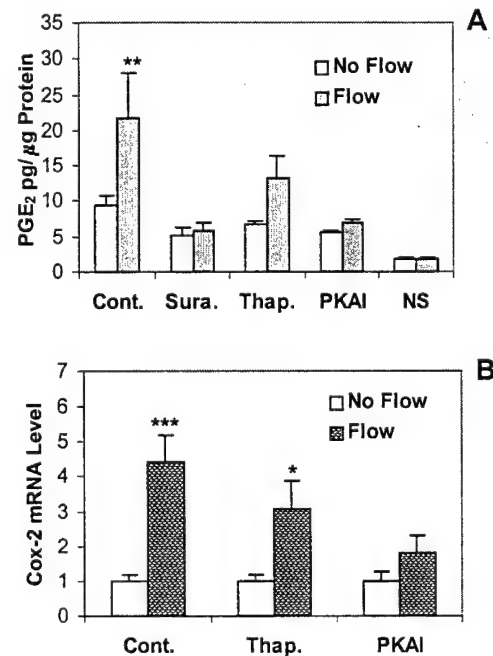 A
PGE₂ pg/µg Protein
35
30
25
20
15
10
5
0
**
No Flow
Flow
Cont. Sura. Thap. PKAI NS
B
Cox-2 mRNA Level
7
6
5
4
3
2
1
0
***
*
No Flow
Flow
Cont. Thap. PKAI